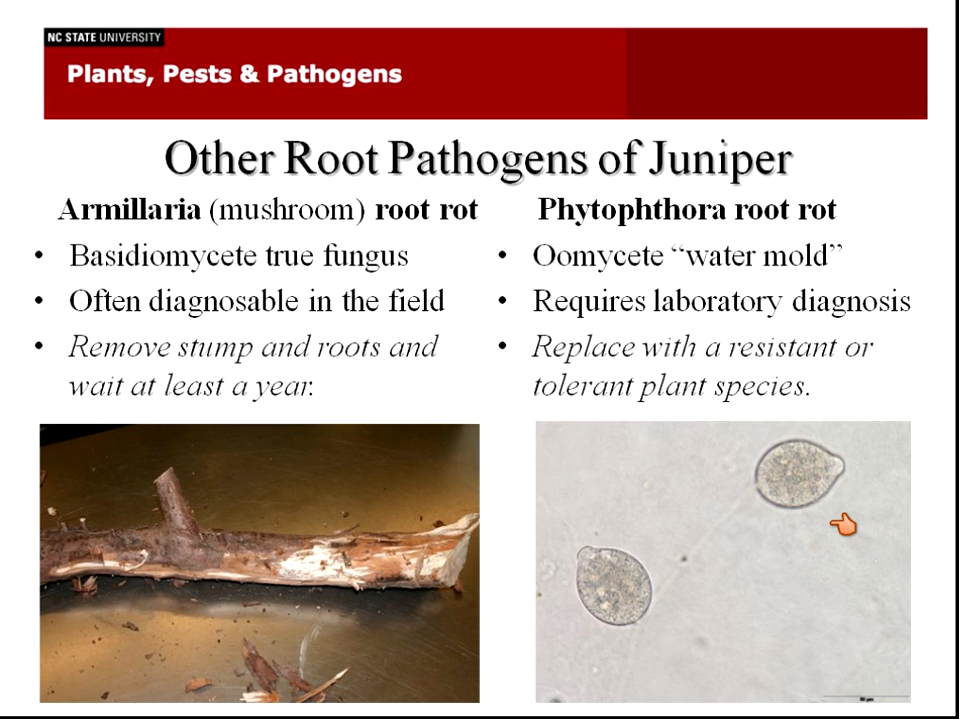 NC STATE UNIVERSITY
Plants, Pests & Pathogens
Other Root Pathogens of Juniper
Armillaria (mushroom) root rot
• Basidiomycete true fungus
• Often diagnosable in the field
• Remove stump and roots and
wait at least a year.
Phytophthora root rot
• Oomycete “water mold”
• Requires laboratory diagnosis
• Replace with a resistant or
tolerant plant species.